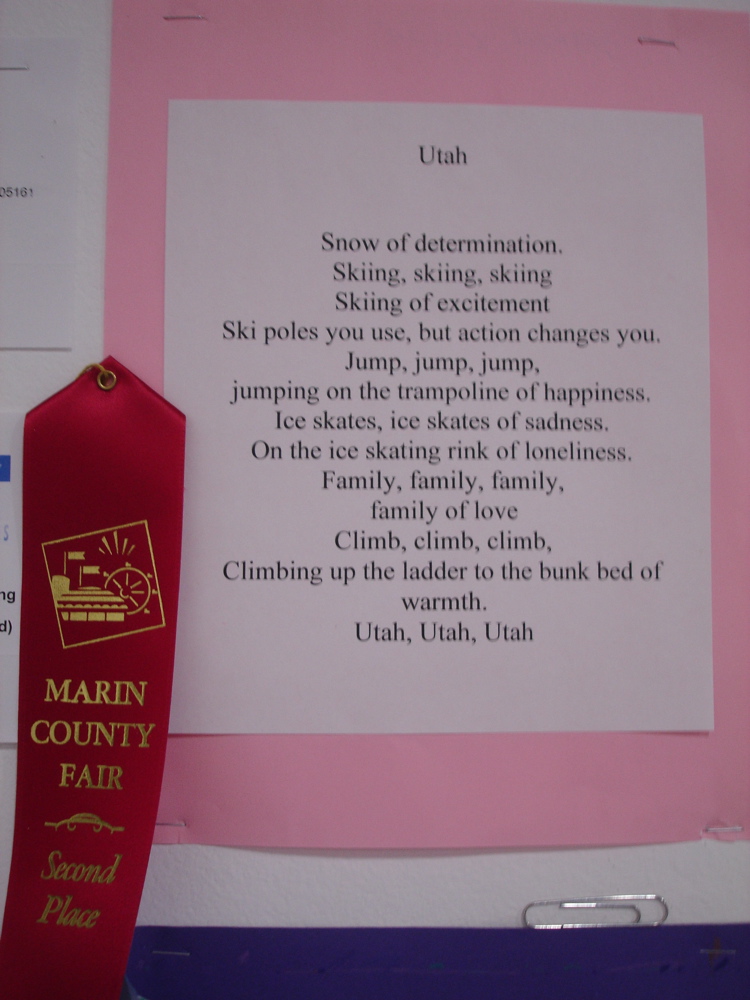 05161
Utah
Snow of determination.
Skiing, skiing, skiing
Skiing of excitement
Ski poles you use, but action changes you.
Jump, jump, jump,
jumping on the trampoline of happiness.
Ice skates, ice skates of sadness.
On the ice skating rink of loneliness.
Family, family, family,
family of love
Climb, climb, climb,
Climbing up the ladder to the bunk bed of
warmth.
Utah, Utah, Utah
s
ng
d)
MARIN
COUNTY
FAIR
Second
Place